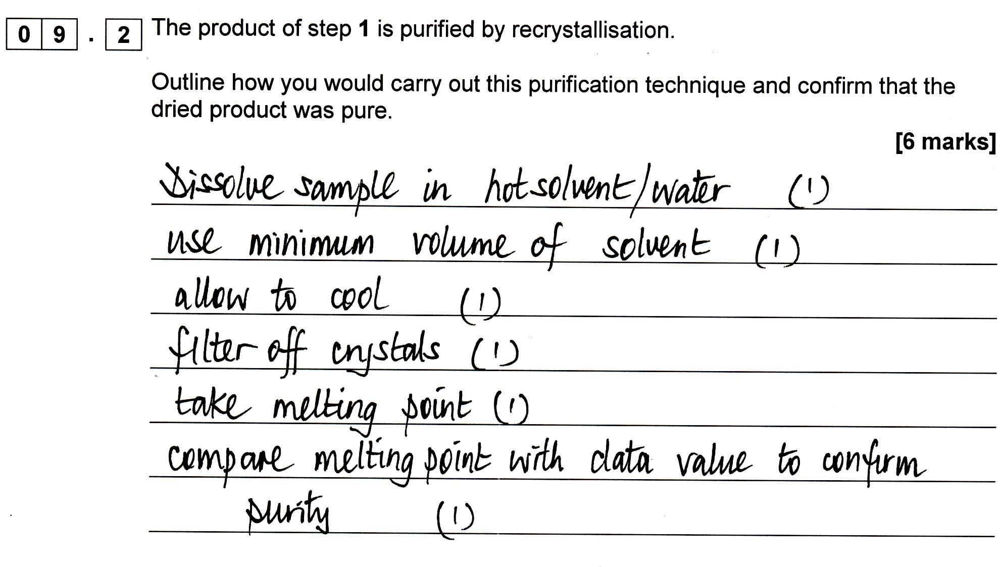 09.2 The product of step 1 is purified by recrystallisation.
Outline how you would carry out this purification technique and confirm that the
dried product was pure.
[6 marks]
Dissolve sample in hot solvent/water (1)
use minimum volume of solvent (1)
allow to cool (1)
filter off crystals (1)
take melting point (1)
compare melting point with data value to confirm
purity (1)